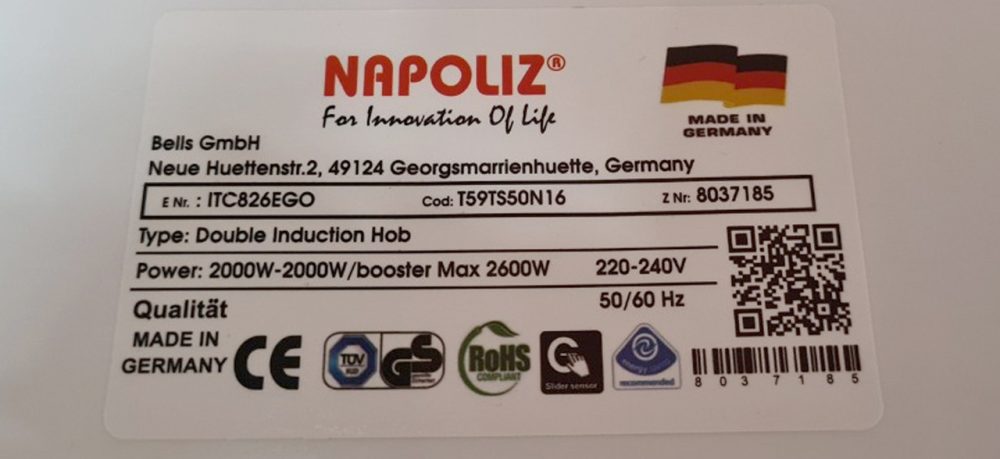 NAPOLIZ®
For Innovation Of Life
MADE IN
GERMANY
Bells GmbH
Neue Huettenstr.2, 49124 Georgsmarrienhuette, Germany
E Nr. : ITC826EGO Cod: T59TS50N16 Z Nr: 8037185
Type: Double Induction Hob
Power: 2000W-2000W/booster Max 2600W 220-240V
50/60 Hz
Qualität
MADE IN
GERMANY
CE
TÜV
SUD
GS
RoHS
COMPLIANT
Slider sensor
energy
recommended
8037185